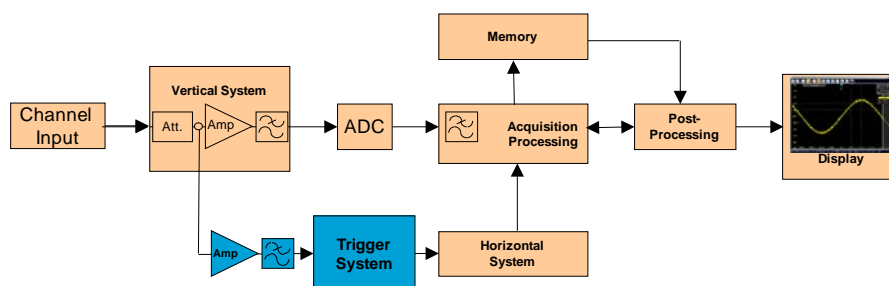 Memory
Vertical System
Channel
Input
Att.
Amp
ADC
Acquisition
Processing
Post-
Processing
Display
Amp
Trigger
System
Horizontal
System